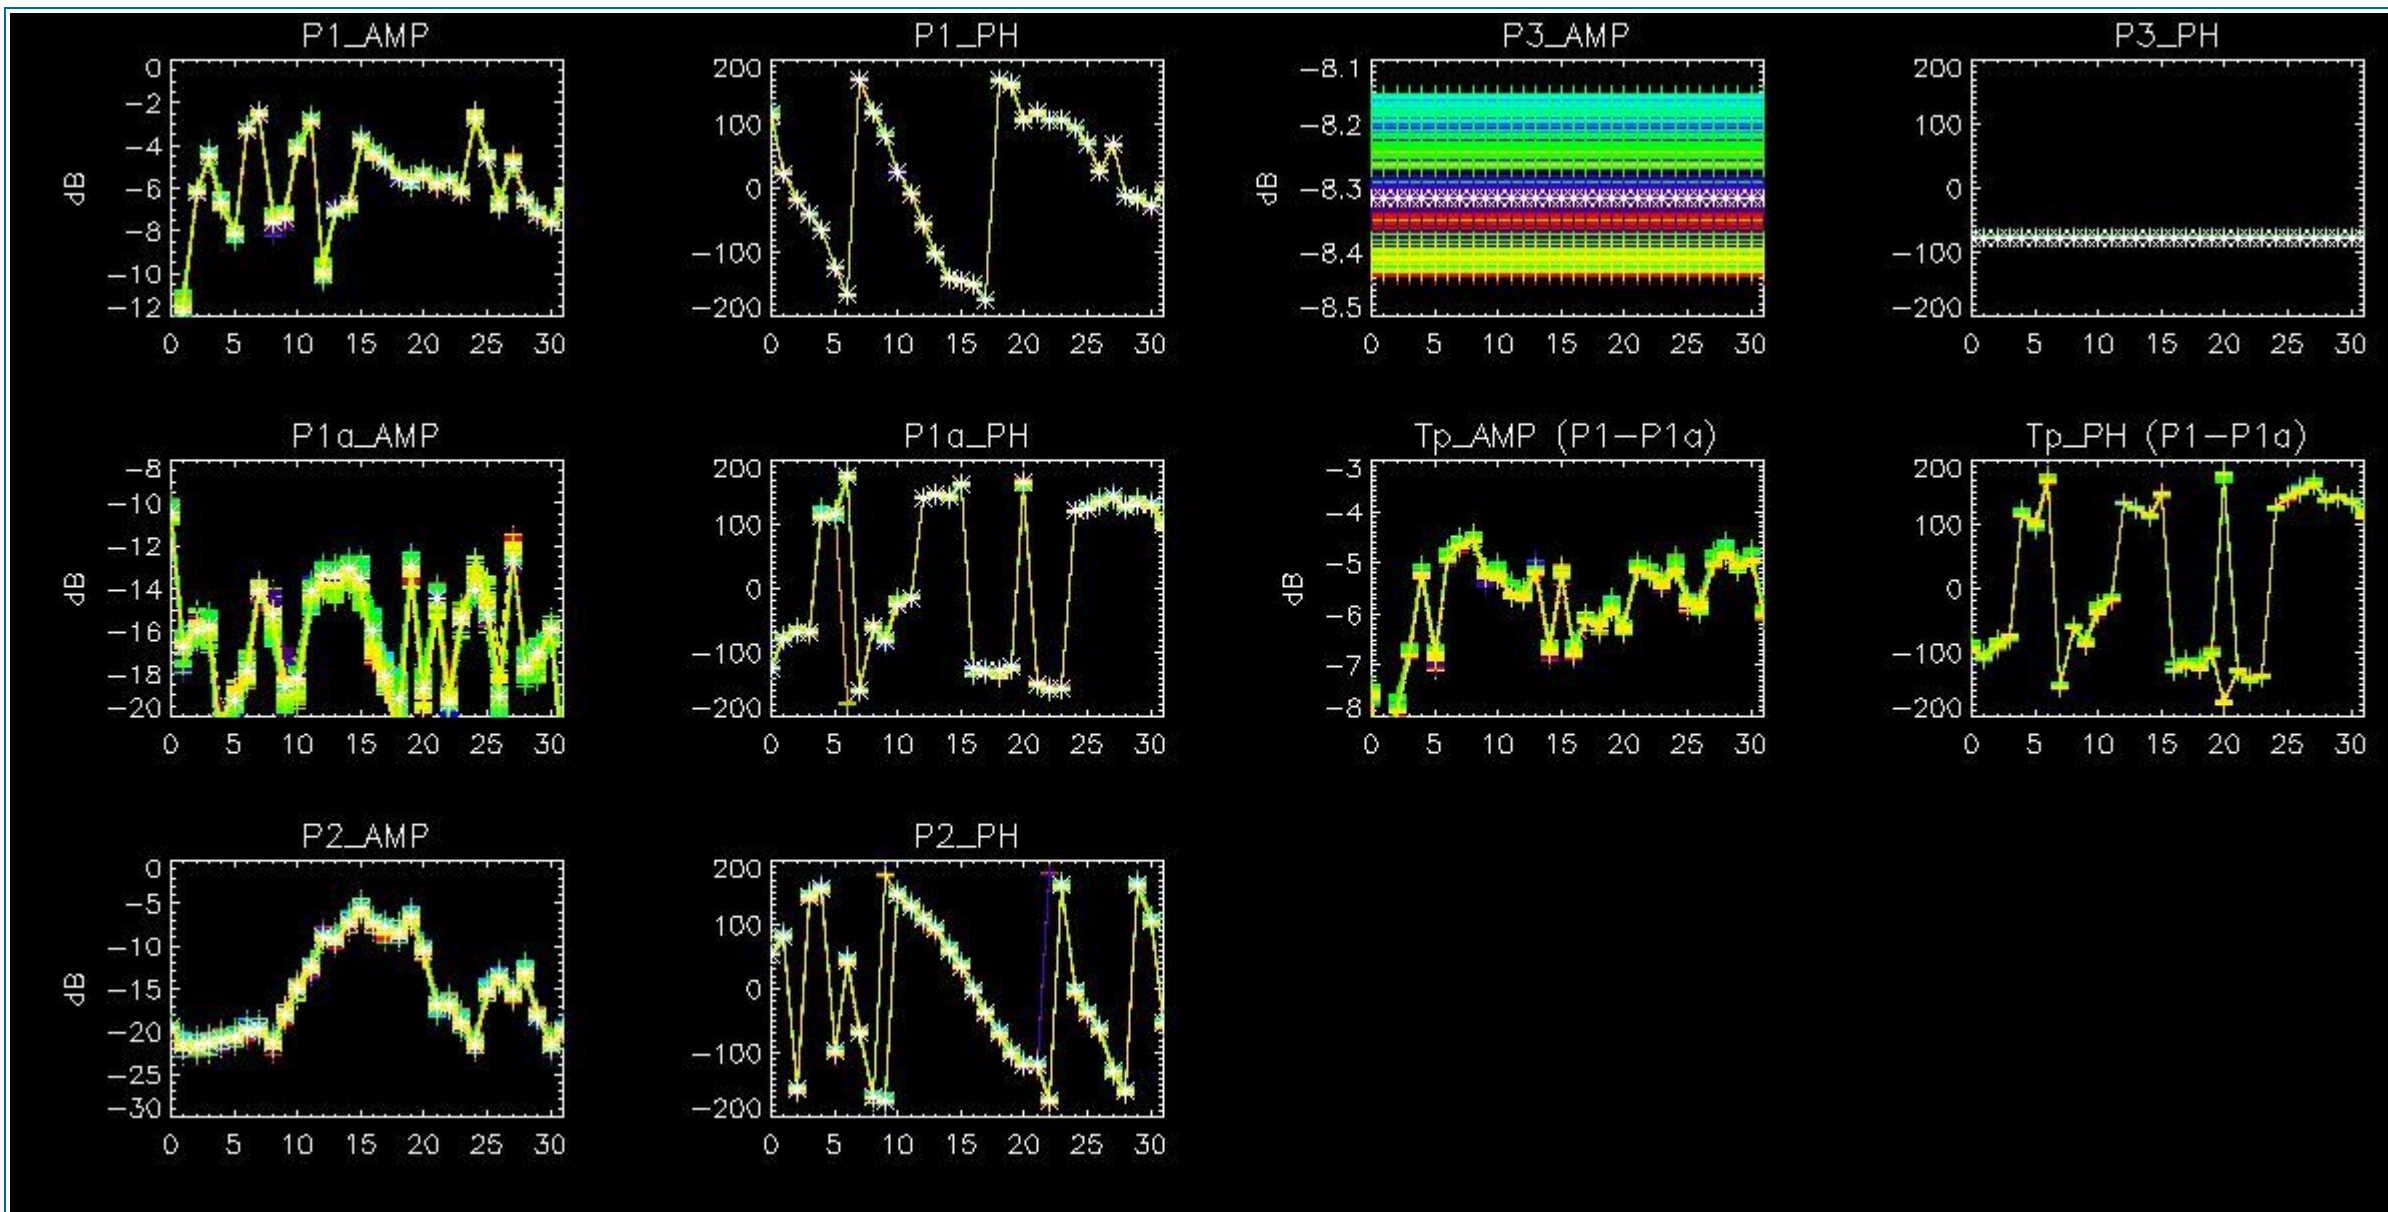 P1_AMP
0
−2
−4
−6
−8
−10
−12
dB
0 5 10 15 20 25 30
P1_PH
200
100
0
−100
−200
0 5 10 15 20 25 30
P3_AMP
−8.1
−8.2
−8.3
−8.4
−8.5
dB
0 5 10 15 20 25 30
P3_PH
200
100
0
−100
−200
0 5 10 15 20 25 30
P1a_AMP
−8
−10
−12
−14
−16
−18
−20
dB
0 5 10 15 20 25 30
P1a_PH
200
100
0
−100
−200
0 5 10 15 20 25 30
Tp_AMP (P1−P1a)
−3
−4
−5
−6
−7
−8
dB
0 5 10 15 20 25 30
Tp_PH (P1−P1a)
200
100
0
−100
−200
0 5 10 15 20 25 30
P2_AMP
0
−5
−10
−15
−20
−25
−30
dB
0 5 10 15 20 25 30
P2_PH
200
100
0
−100
−200
0 5 10 15 20 25 30